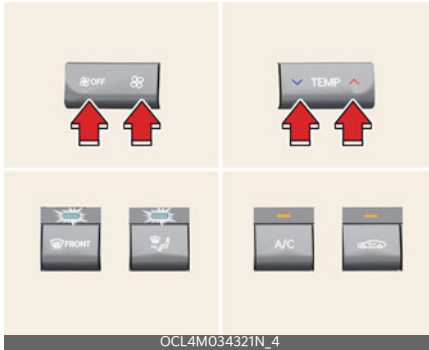 OFF
TEMP
FRONT
A/C
OCL4M034321N_4